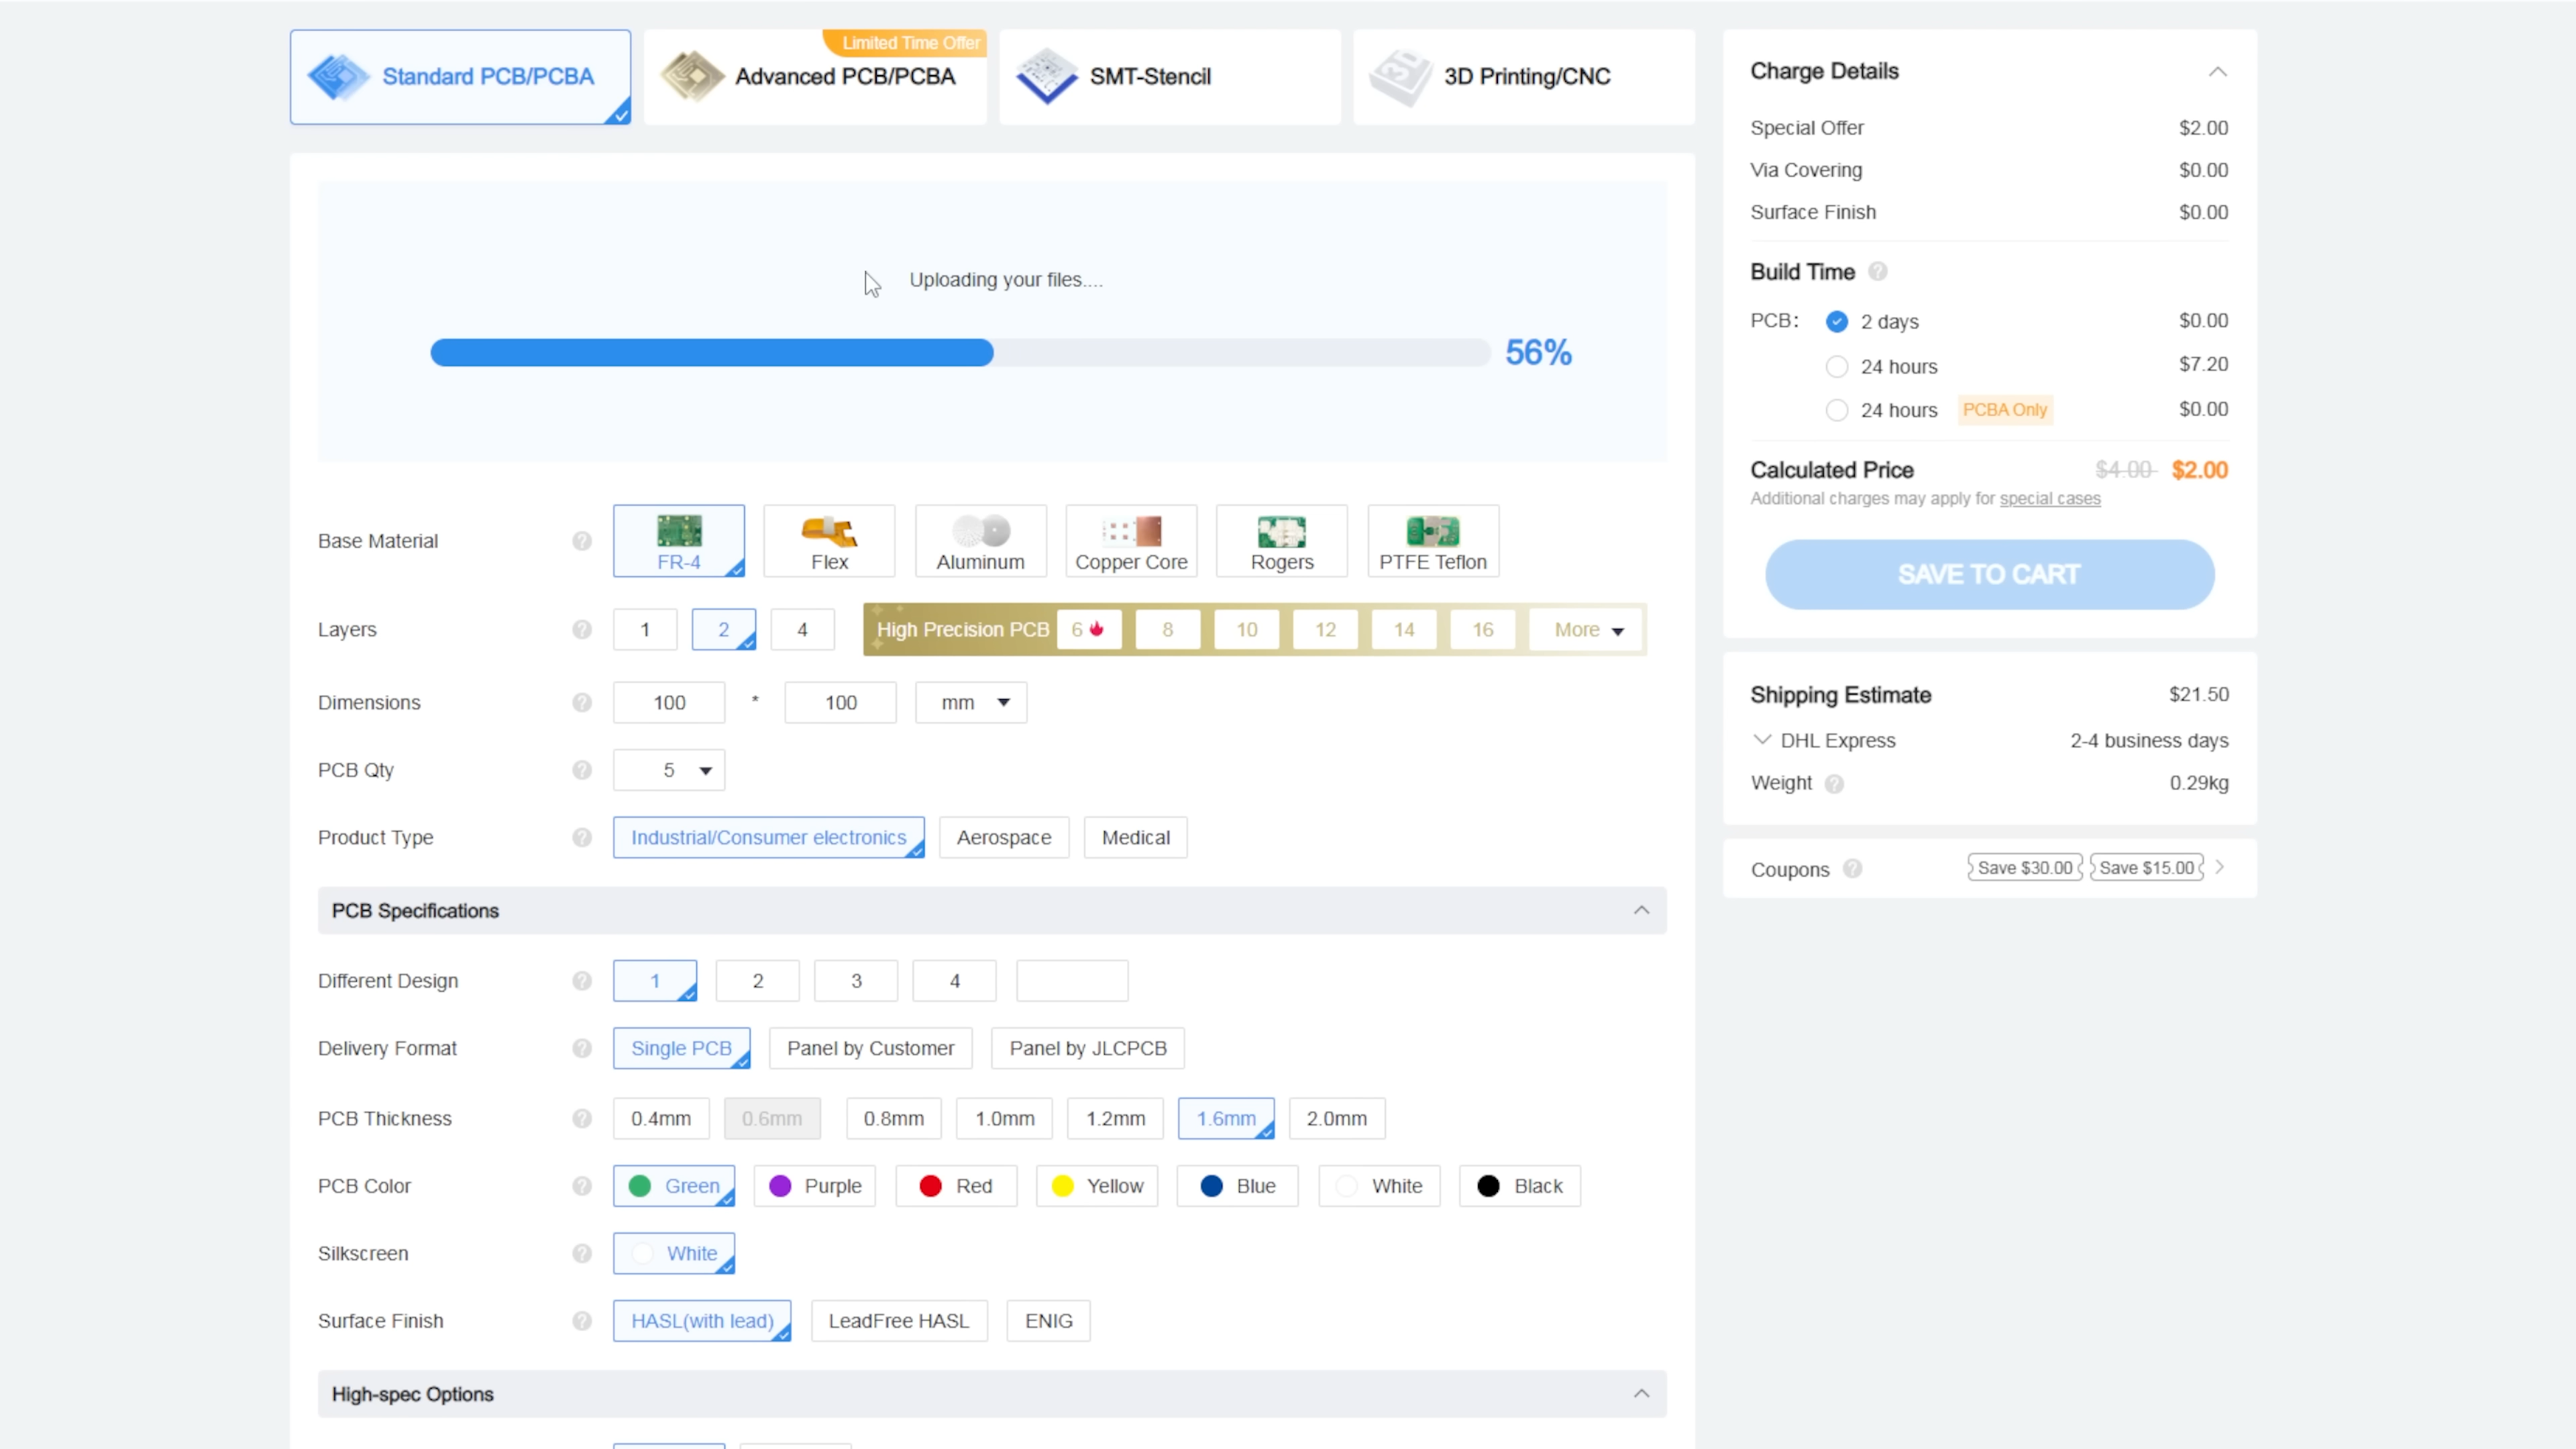 Standard PCB/PCBA
Limited Time Offer
Advanced PCB/PCBA
SMT-Stencil
3D
3D Printing/CNC
Uploading your files....
56%
Base Material ?
FR-4 Flex Aluminum Copper Core Rogers PTFE Teflon
Layers ? 1 2 4 High Precision PCB 6 8 10 12 14 16 More
Dimensions ? 100 * 100 mm
PCB Qty ? 5
Product Type ? Industrial/Consumer electronics Aerospace Medical
PCB Specifications
Different Design ? 1 2 3 4
Delivery Format ? Single PCB Panel by Customer Panel by JLCPCB
PCB Thickness ? 0.4mm 0.6mm 0.8mm 1.0mm 1.2mm 1.6mm 2.0mm
PCB Color ? Green Purple Red Yellow Blue White Black
Silkscreen ? White
Surface Finish ? HASL(with lead) LeadFree HASL ENIG
High-spec Options
Charge Details
Special Offer $2.00
Via Covering $0.00
Surface Finish $0.00
Build Time ?
PCB: 2 days $0.00
24 hours $7.20
24 hours PCBA Only $0.00
Calculated Price $4.00 $2.00
Additional charges may apply for special cases
SAVE TO CART
Shipping Estimate $21.50
DHL Express 2-4 business days
Weight ? 0.29kg
Coupons ? Save $30.00 Save $15.00